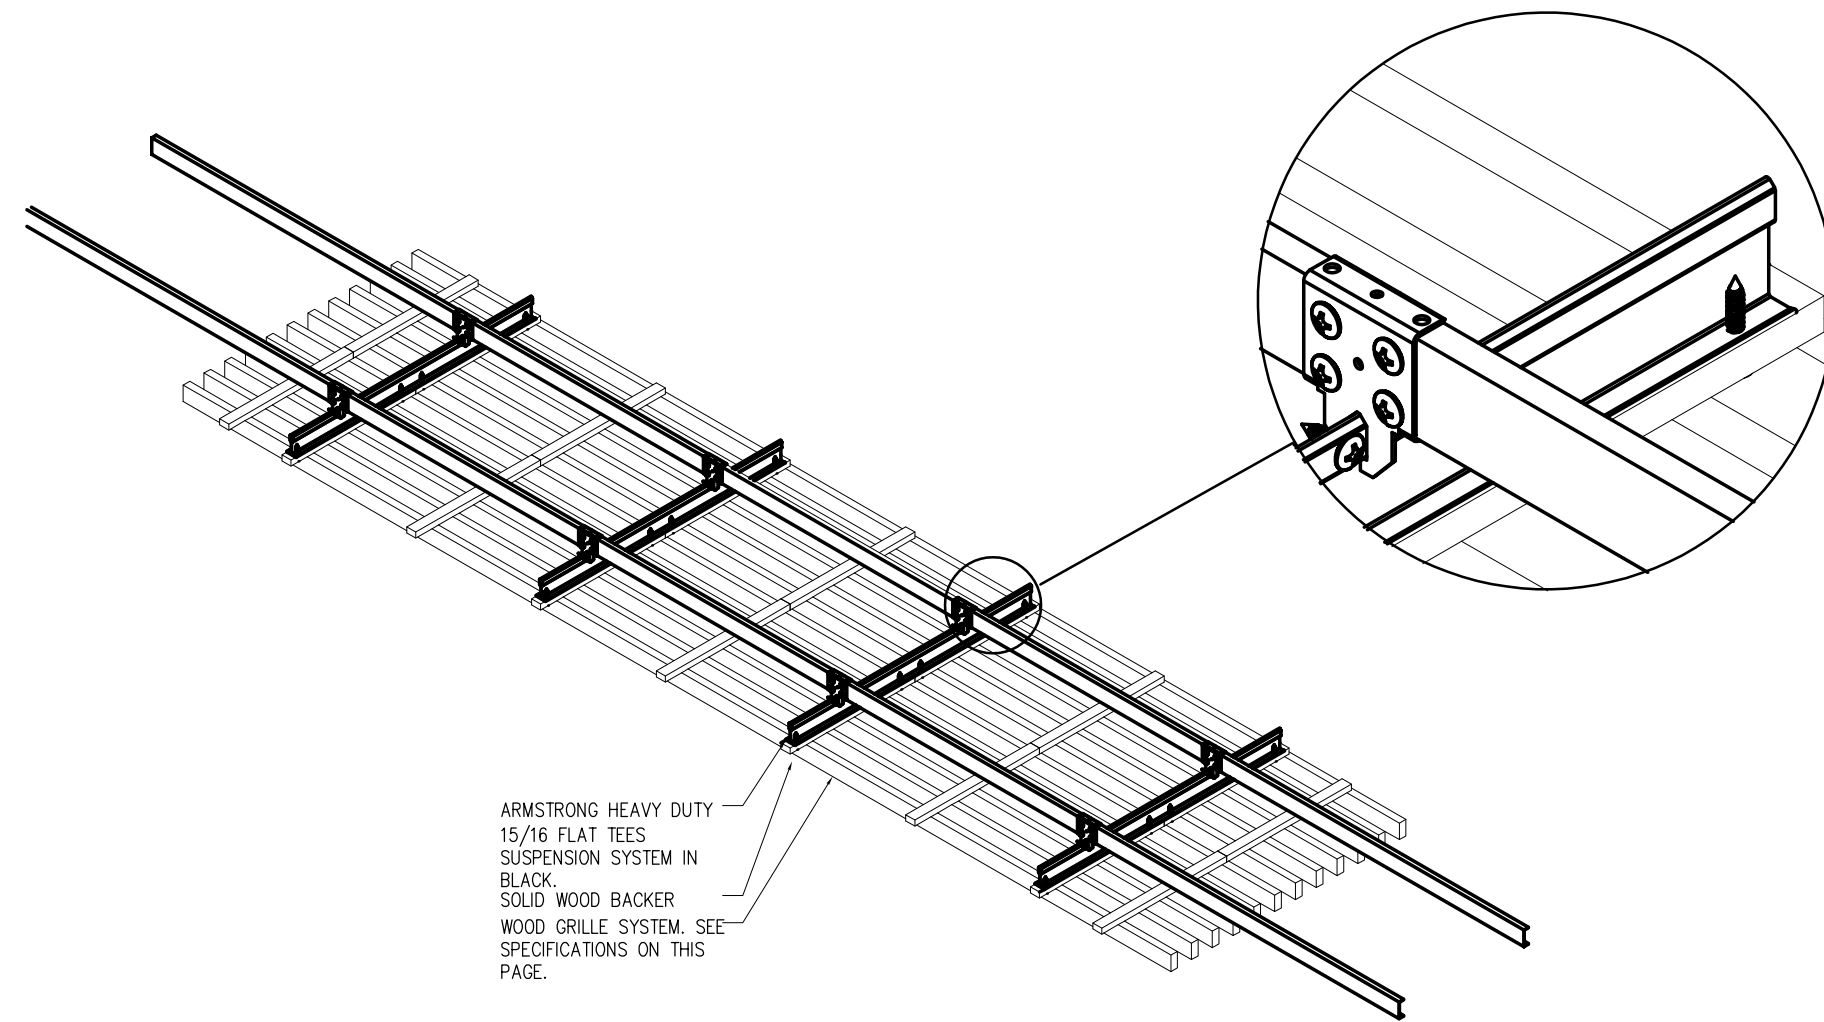 ARMSTRONG HEAVY DUTY
15/16 FLAT TEES
SUSPENSION SYSTEM IN
BLACK.
SOLID WOOD BACKER
WOOD GRILLE SYSTEM. SEE
SPECIFICATIONS ON THIS
PAGE.